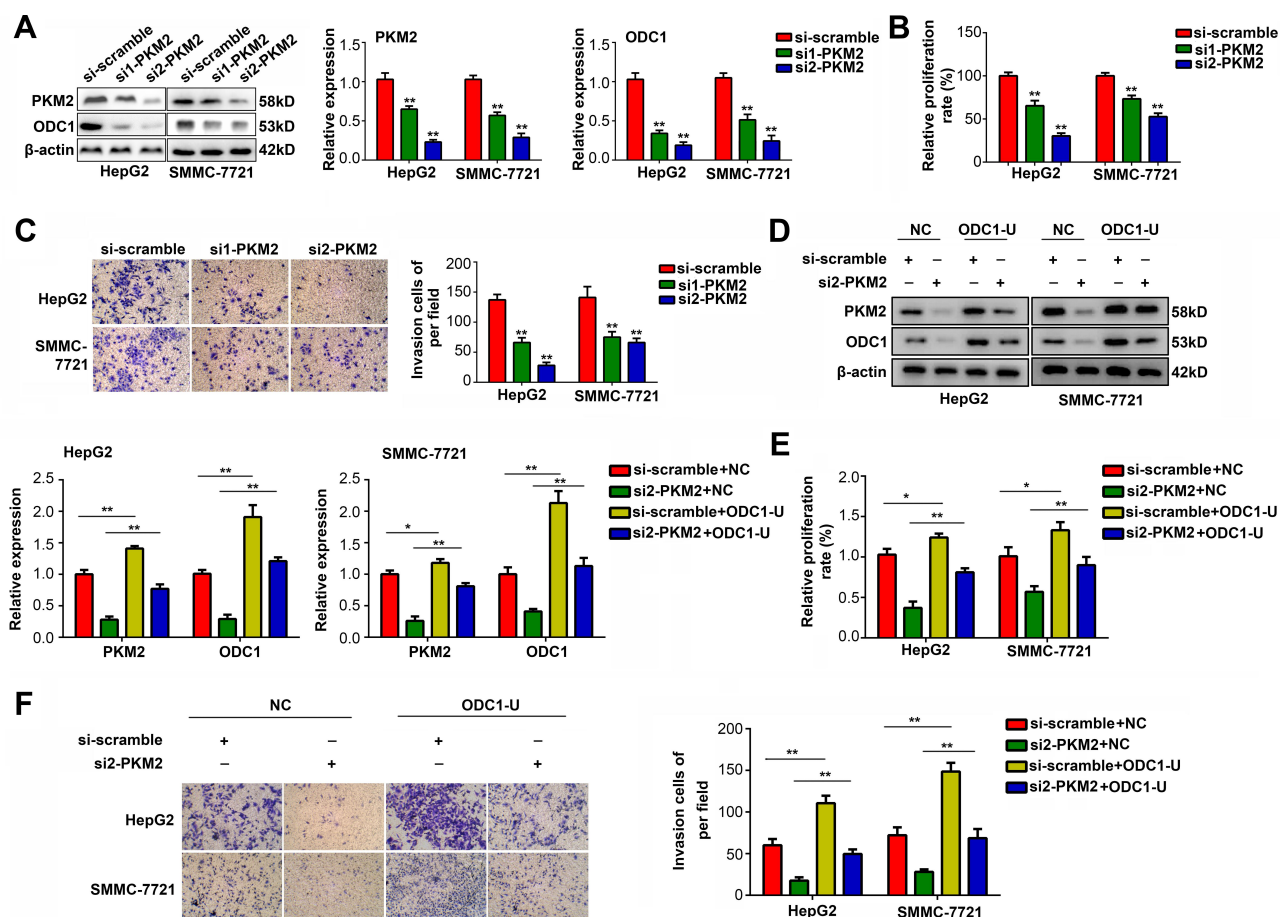 A
si-scramble
si1-PKM2
si2-PKM2
si-scramble
si1-PKM2
si2-PKM2
PKM2
58kD
ODC1
53kD
β-actin
42kD
HepG2
SMMC-7721
PKM2
Relative expression
1.5
1.0
0.5
0.0
**
**
**
**
HepG2
SMMC-7721
ODC1
Relative expression
1.5
1.0
0.5
0.0
**
**
**
**
HepG2
SMMC-7721
si-scramble
si1-PKM2
si2-PKM2
B
Relative proliferation
rate (%)
150
100
50
0
**
**
**
**
HepG2
SMMC-7721
si-scramble
si1-PKM2
si2-PKM2
C
si-scramble
si1-PKM2
si2-PKM2
HepG2
SMMC-
7721
Invasion cells of
per field
200
150
100
50
0
**
**
**
**
HepG2
SMMC-7721
si-scramble
si1-PKM2
si2-PKM2
D
NC
ODC1-U
NC
ODC1-U
si-scramble
+ – + – + – + –
si2-PKM2
– + – + – + – +
PKM2
58kD
ODC1
53kD
β-actin
42kD
HepG2
SMMC-7721
HepG2
Relative expression
2.5
2.0
1.5
1.0
0.5
0.0
**
**
**
**
PKM2
ODC1
SMMC-7721
Relative expression
2.5
2.0
1.5
1.0
0.5
0.0
*
**
**
**
PKM2
ODC1
si-scramble+NC
si2-PKM2+NC
si-scramble+ODC1-U
si2-PKM2+ODC1-U
E
Relative proliferation
rate (%)
2.0
1.5
1.0
0.5
0.0
*
**
*
**
HepG2
SMMC-7721
si-scramble+NC
si2-PKM2+NC
si-scramble+ODC1-U
si2-PKM2+ODC1-U
F
NC
ODC1-U
si-scramble
+ – + –
si2-PKM2
– + – +
HepG2
SMMC-7721
Invasion cells of
per field
200
150
100
50
0
**
**
**
**
HepG2
SMMC-7721
si-scramble+NC
si2-PKM2+NC
si-scramble+ODC1-U
si2-PKM2+ODC1-U